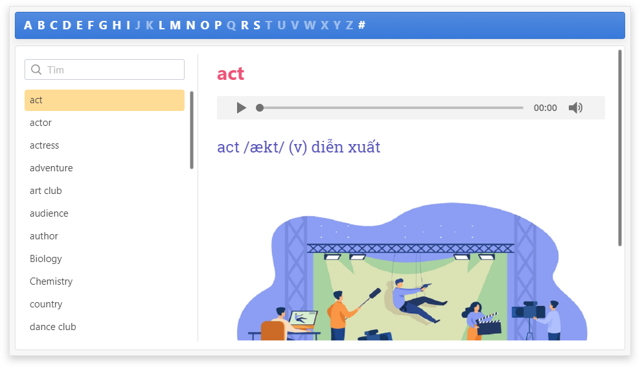 A B C D E F G H I J K L M N O P Q R S T U V W X Y Z #
Tìm
act
actor
actress
adventure
art club
audience
author
Biology
Chemistry
country
dance club
act
00:00
act /ækt/ (v) diễn xuất